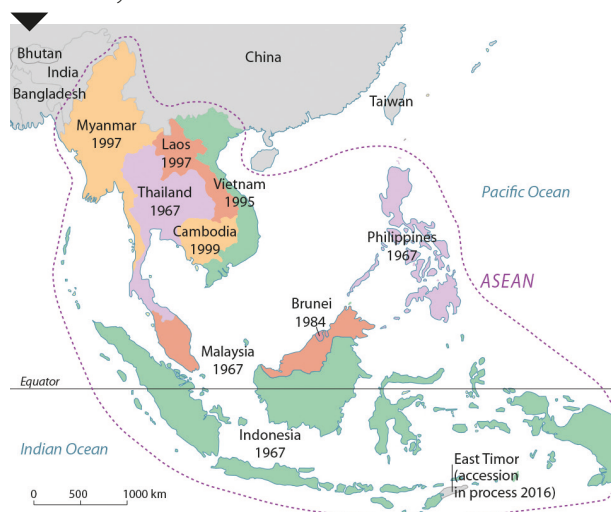 Bhutan
India
Bangladesh
China
Taiwan
Myanmar
1997
Laos
1997
Thailand
1967
Vietnam
1995
Cambodia
1999
Pacific Ocean
Philippines
1967
ASEAN
Brunei
1984
Malaysia
1967
Equator
Indonesia
1967
Indian Ocean
East Timor
(accession
in process 2016)
0 500 1000 km